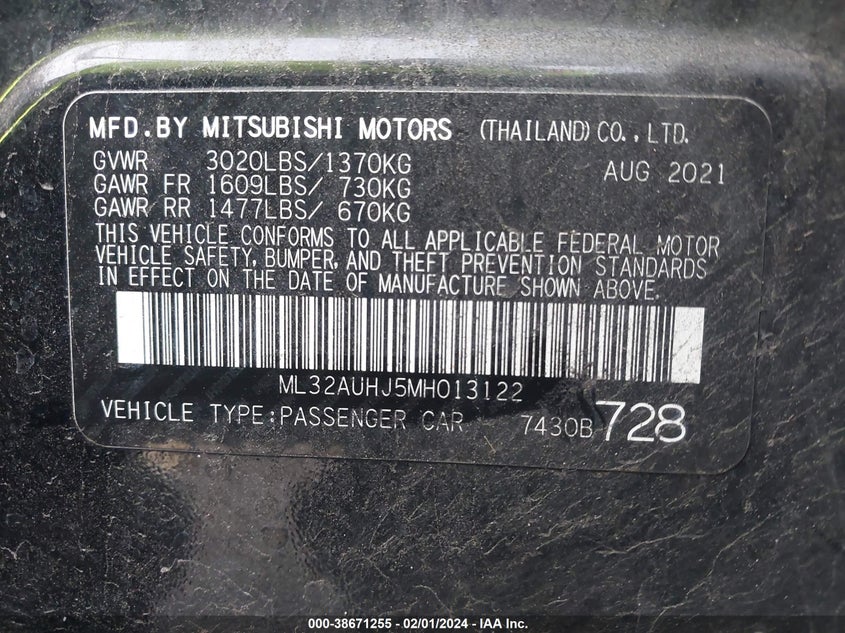 MFD.BY MITSUBISHI MOTORS (THAILAND) CO., LTD.
GVWR 3020LBS/1370KG AUG 2021
GAWR FR 1609LBS/ 730KG
GAWR RR 1477LBS/ 670KG
THIS VEHICLE CONFORMS TO ALL APPLICABLE FEDERAL MOTOR
VEHICLE SAFETY, BUMPER, AND THEFT PREVENTION STANDARDS
IN EFFECT ON THE DATE OF MANUFACTURE SHOWN ABOVE.
ML32AUHJ5MH013122
VEHICLE TYPE:PASSENGER CAR 7430B 728
000-38671255 - 02/01/2024 - IAA Inc.